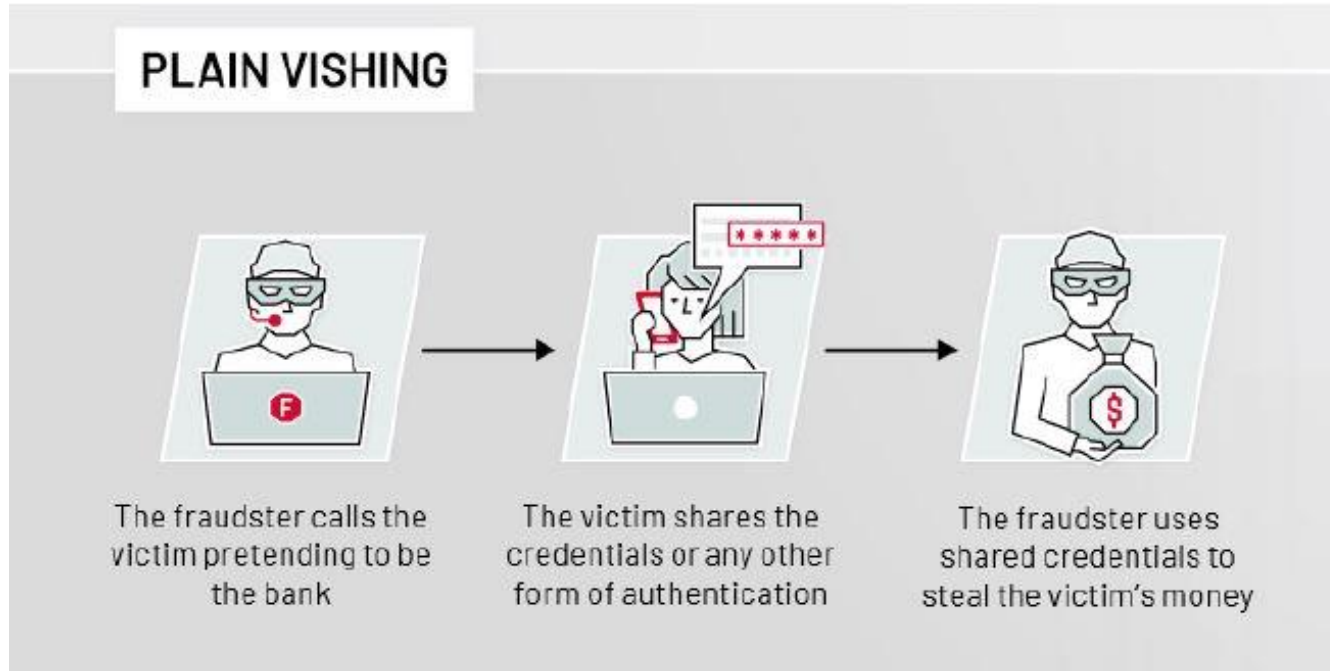 PLAIN VISHING
*****
F
$
The fraudster calls the
victim pretending to be
the bank
The victim shares the
credentials or any other
form of authentication
The fraudster uses
shared credentials to
steal the victim's money